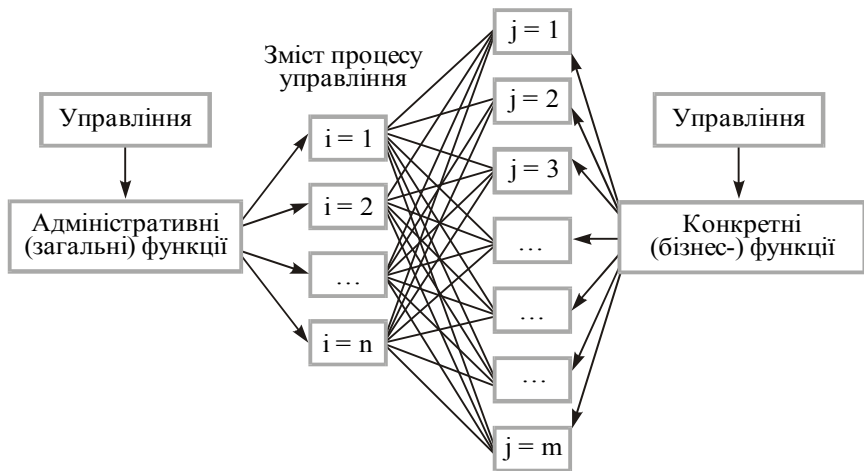 Зміст процесу
управління
Управління
Адміністративні
(загальні) функції
i = 1
i = 2
…
i = n
j = 1
j = 2
j = 3
…
…
…
j = m
Управління
Конкретні
(бізнес-) функції